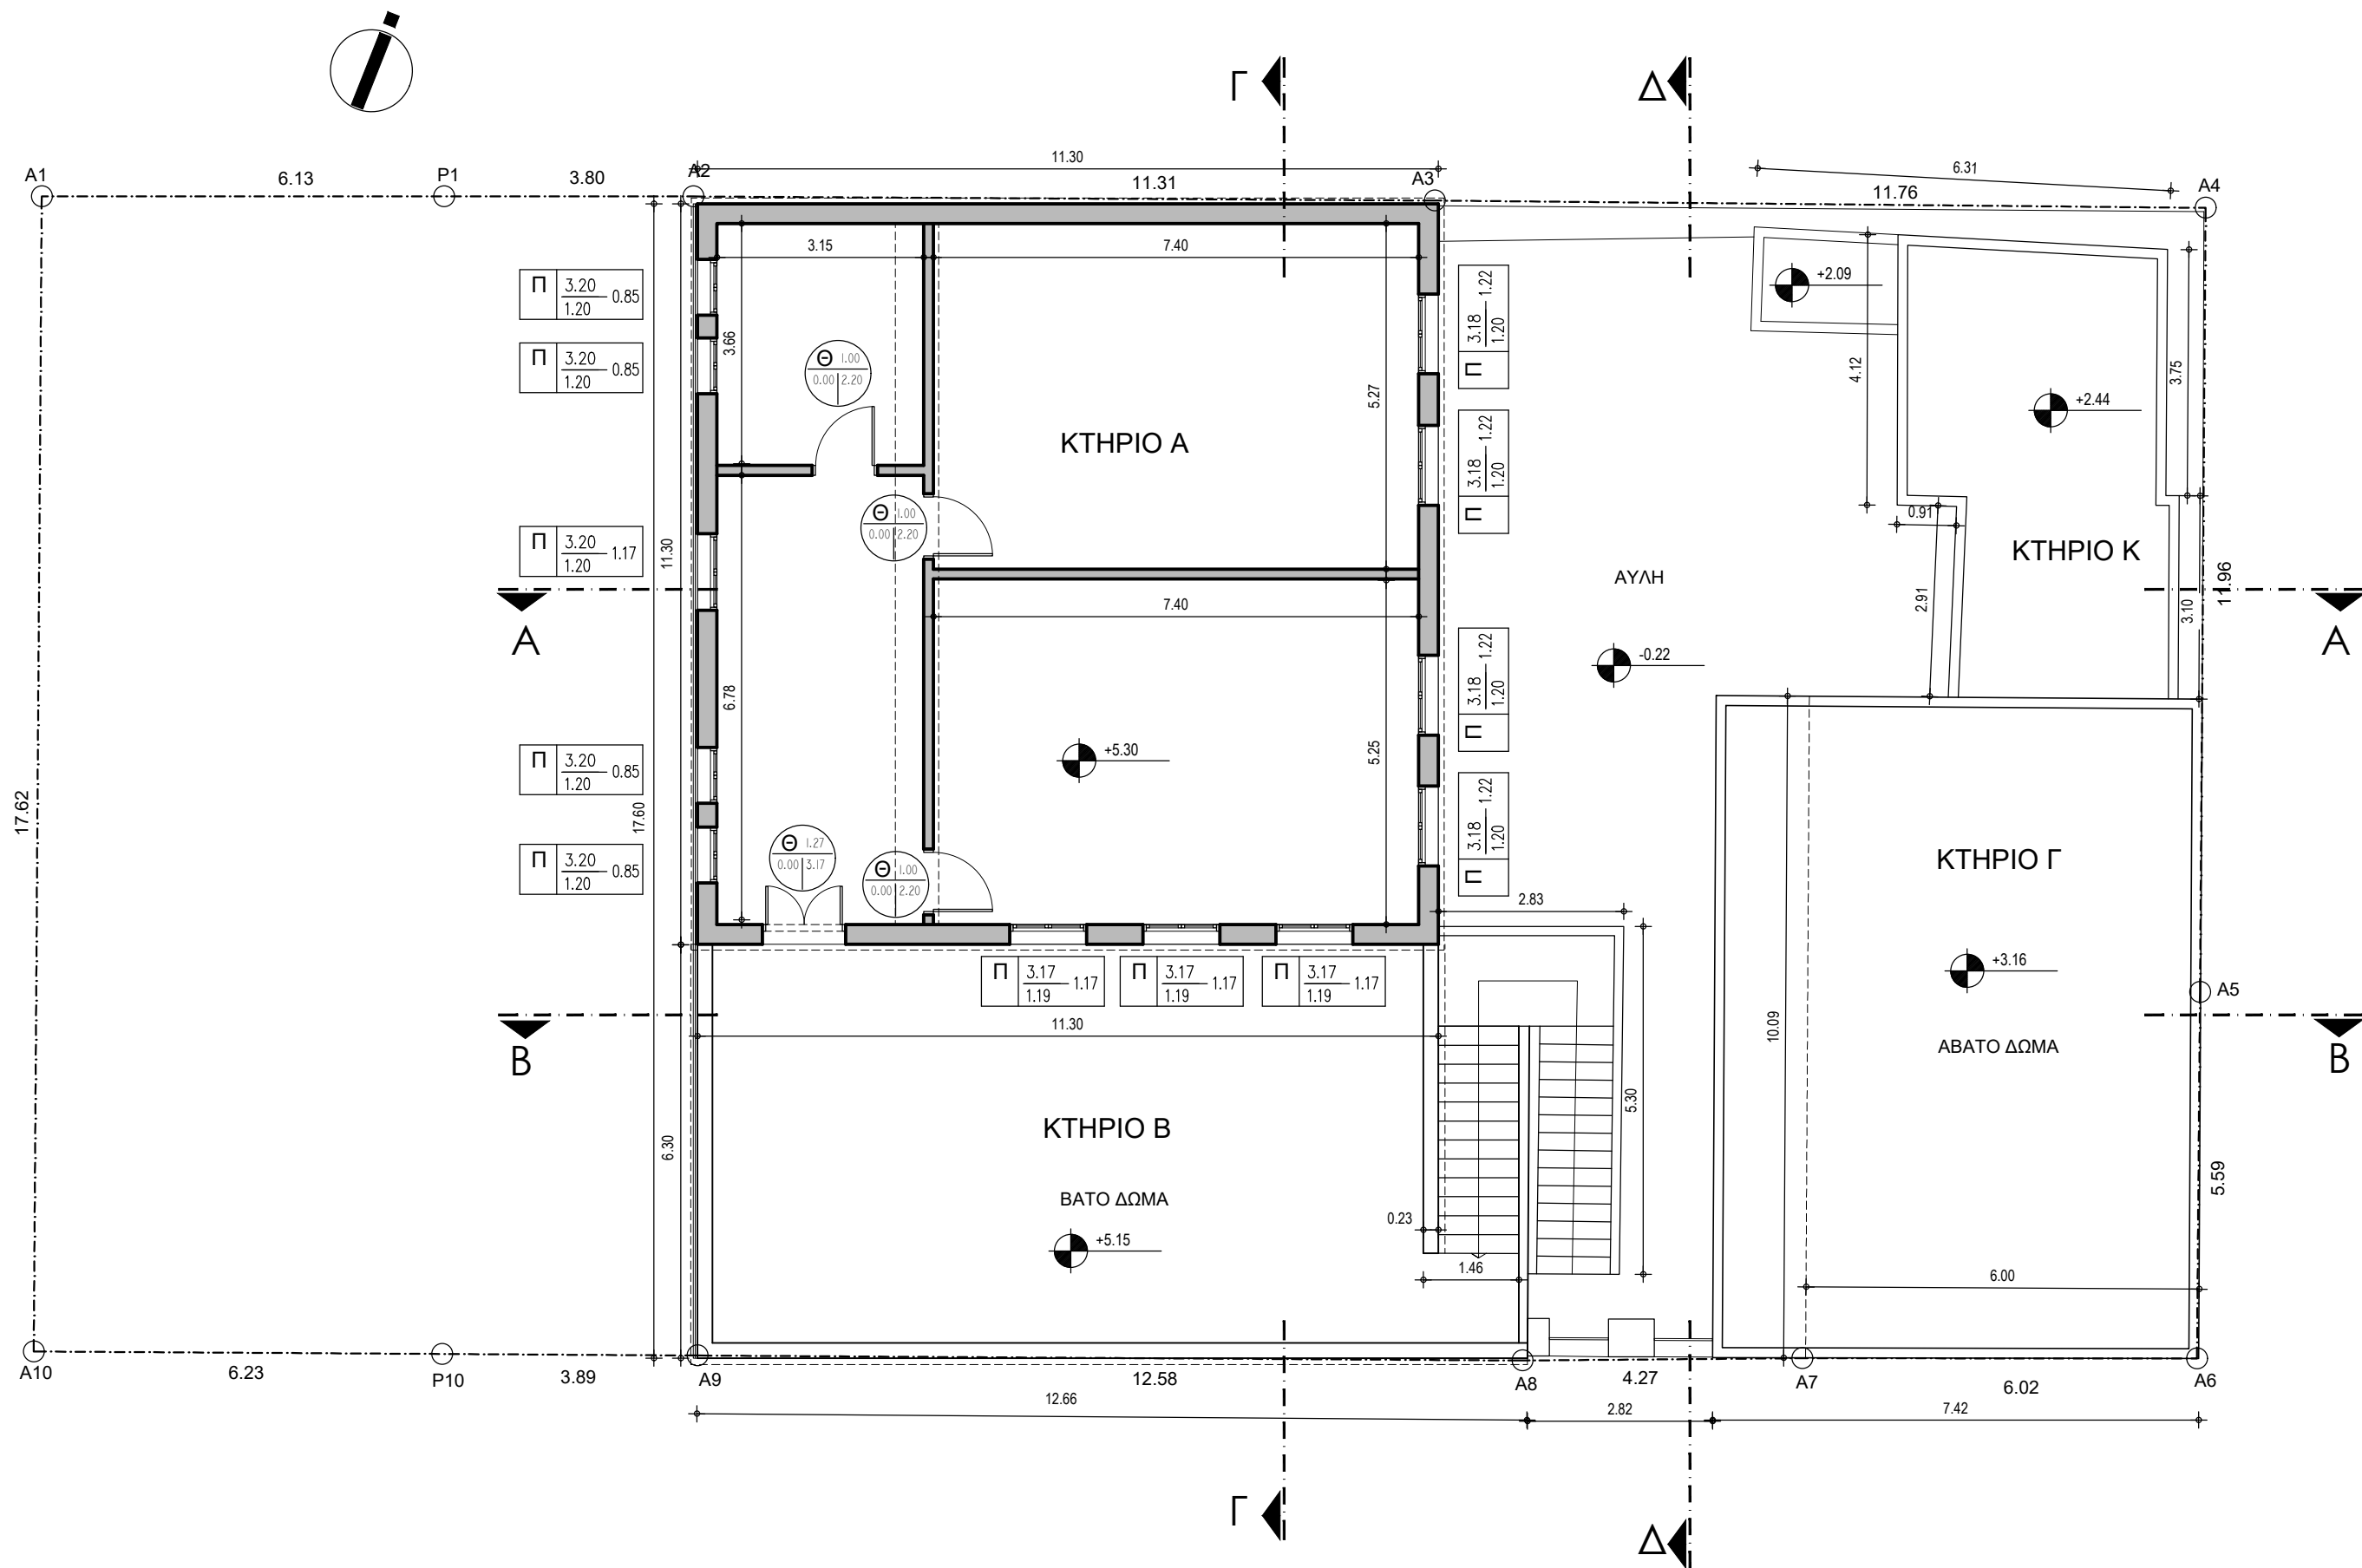 Γ Δ
11.30
6.31
A1 6.13 P1 3.80 A2 11.31 A3 11.76 A4
3.15 7.40
+2.09
Π 3.20 0.85
1.20
3.18 1.22
1.20
Π
3.66
Θ 1.00
0.00 2.20
Π 3.20 0.85
1.20
4.12
3.75
5.27
+2.44
ΚΤΗΡΙΟ Α
3.18 1.22
1.20
Π
Θ 1.00
0.00 2.20
0.91
Π 3.20 1.17
1.20
11.30
ΚΤΗΡΙΟ Κ
ΑΥΛΗ
11.96
7.40
2.91
3.10
Α Α
-0.22
3.18 1.22
1.20
Π
6.78
+5.30
5.25
Π 3.20 0.85
1.20
17.62
17.60
3.18 1.22
1.20
Π
Θ 1.27
0.00 3.17
Θ 1.00
0.00 2.20
Π 3.20 0.85
1.20
ΚΤΗΡΙΟ Γ
2.83
+3.16
Π 3.17 1.17
1.19
Π 3.17 1.17
1.19
Π 3.17 1.17
1.19
A5
11.30
10.09
ΑΒΑΤΟ ΔΩΜΑ
Β Β
5.30
ΚΤΗΡΙΟ Β
6.30
5.59
ΒΑΤΟ ΔΩΜΑ
0.23
+5.15
1.46
6.00
A10 6.23 P10 3.89 A9 12.58 A8 4.27 A7 6.02 A6
12.66 2.82 7.42
Γ Δ